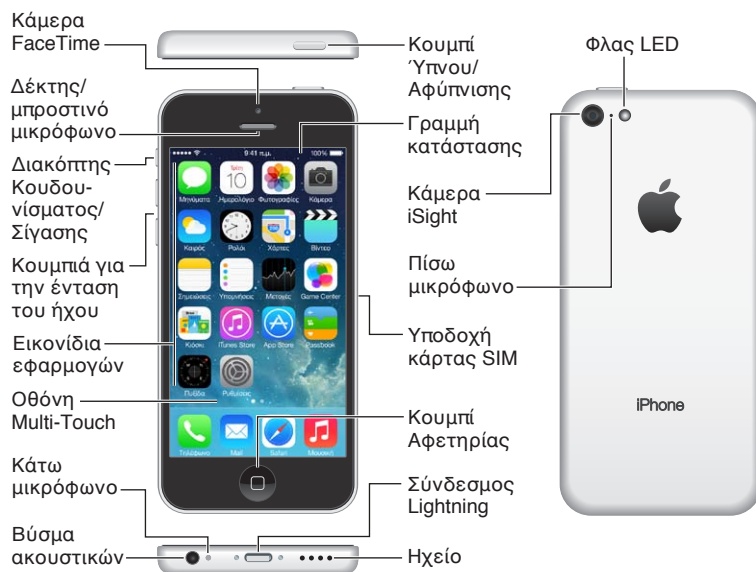 Κάμερα
FaceTime
Δέκτης/
μπροστινό
μικρόφωνο
Διακόπτης
Κουδου-
νίσματος/
Σίγασης
Κουμπιά για
την ένταση
του ήχου
Εικονίδια
εφαρμογών
Οθόνη
Multi-Touch
Κάτω
μικρόφωνο
Βύσμα
ακουστικών
9:41 π.μ. 100%
Τρίτη
10
Μηνύματα Ημερολόγιο Φωτογραφίες Κάμερα
Καιρός Ρολόι Χάρτες Βίντεο
Σημειώσεις Υπομνήσεις Μετοχές Game Center
Κιόσκι iTunes Store App Store Passbook
Πυξίδα Ρυθμίσεις
Τηλέφωνο Mail Safari Μουσική
Κουμπί
Ύπνου/
Αφύπνισης
Γραμμή
κατάστασης
Υποδοχή
κάρτας SIM
Κουμπί
Αφετηρίας
Σύνδεσμος
Lightning
Ηχείο
Φλας LED
Κάμερα
iSight
Πίσω
μικρόφωνο
iPhone